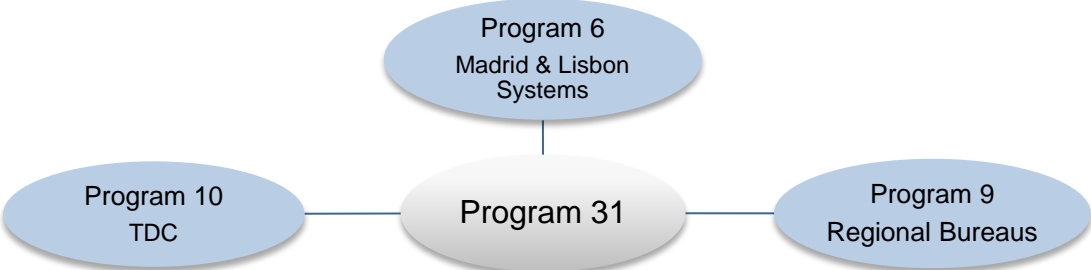 Program 6
Madrid & Lisbon
Systems
Program 10
TDC
Program 31
Program 9
Regional Bureaus